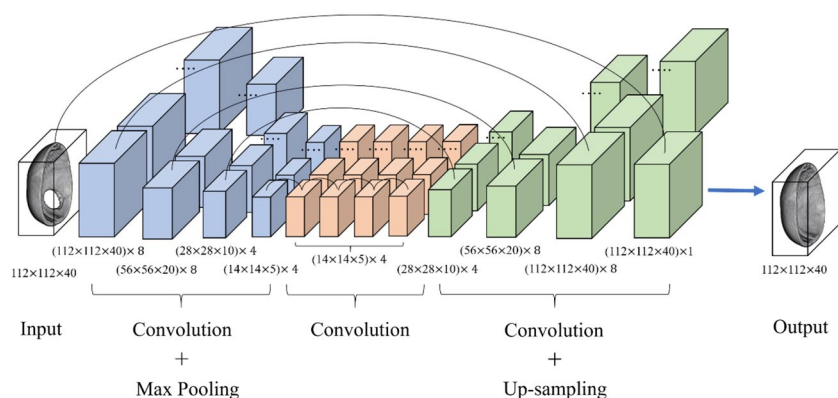 (112×112×40)× 8
(28×28×10)× 4
(14×14×5)× 4
(56×56×20)× 8
(112×112×40)×1
112×112×40
(56×56×20)× 8
(14×14×5)× 4
(28×28×10)× 4
(112×112×40)× 8
112×112×40
Input
Convolution
Convolution
Convolution
Output
+
+
Max Pooling
Up-sampling